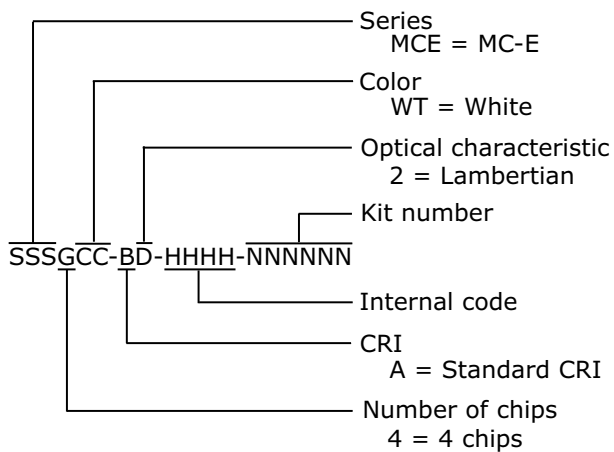 Series
MCE = MC-E
Color
WT = White
Optical characteristic
2 = Lambertian
Kit number
SSSGCC-BD-HHHH-NNNNNN
Internal code
CRI
A = Standard CRI
Number of chips
4 = 4 chips